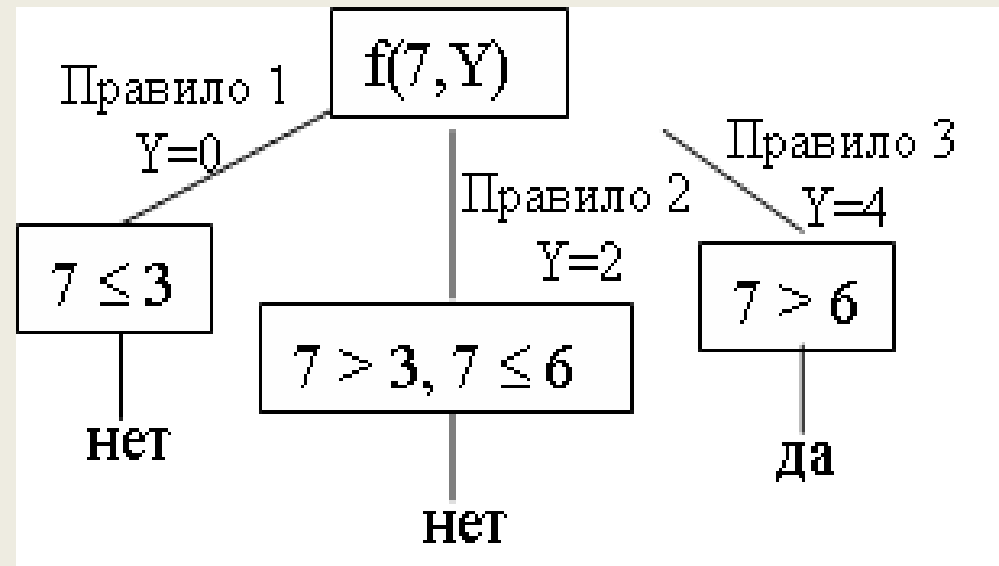 f(7,Y)
Правило 1
Y=0
Правило 2
Y=2
Правило 3
Y=4
7 ≤ 3
7 > 3, 7 ≤ 6
7 > 6
нет
нет
да